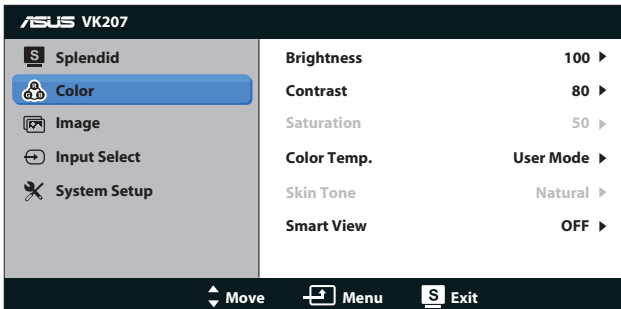 ASUS VK207
S Splendid
Color
Image
Input Select
System Setup
Brightness 100
Contrast 80
Saturation 50
Color Temp. User Mode
Skin Tone Natural
Smart View OFF
Move Menu S Exit